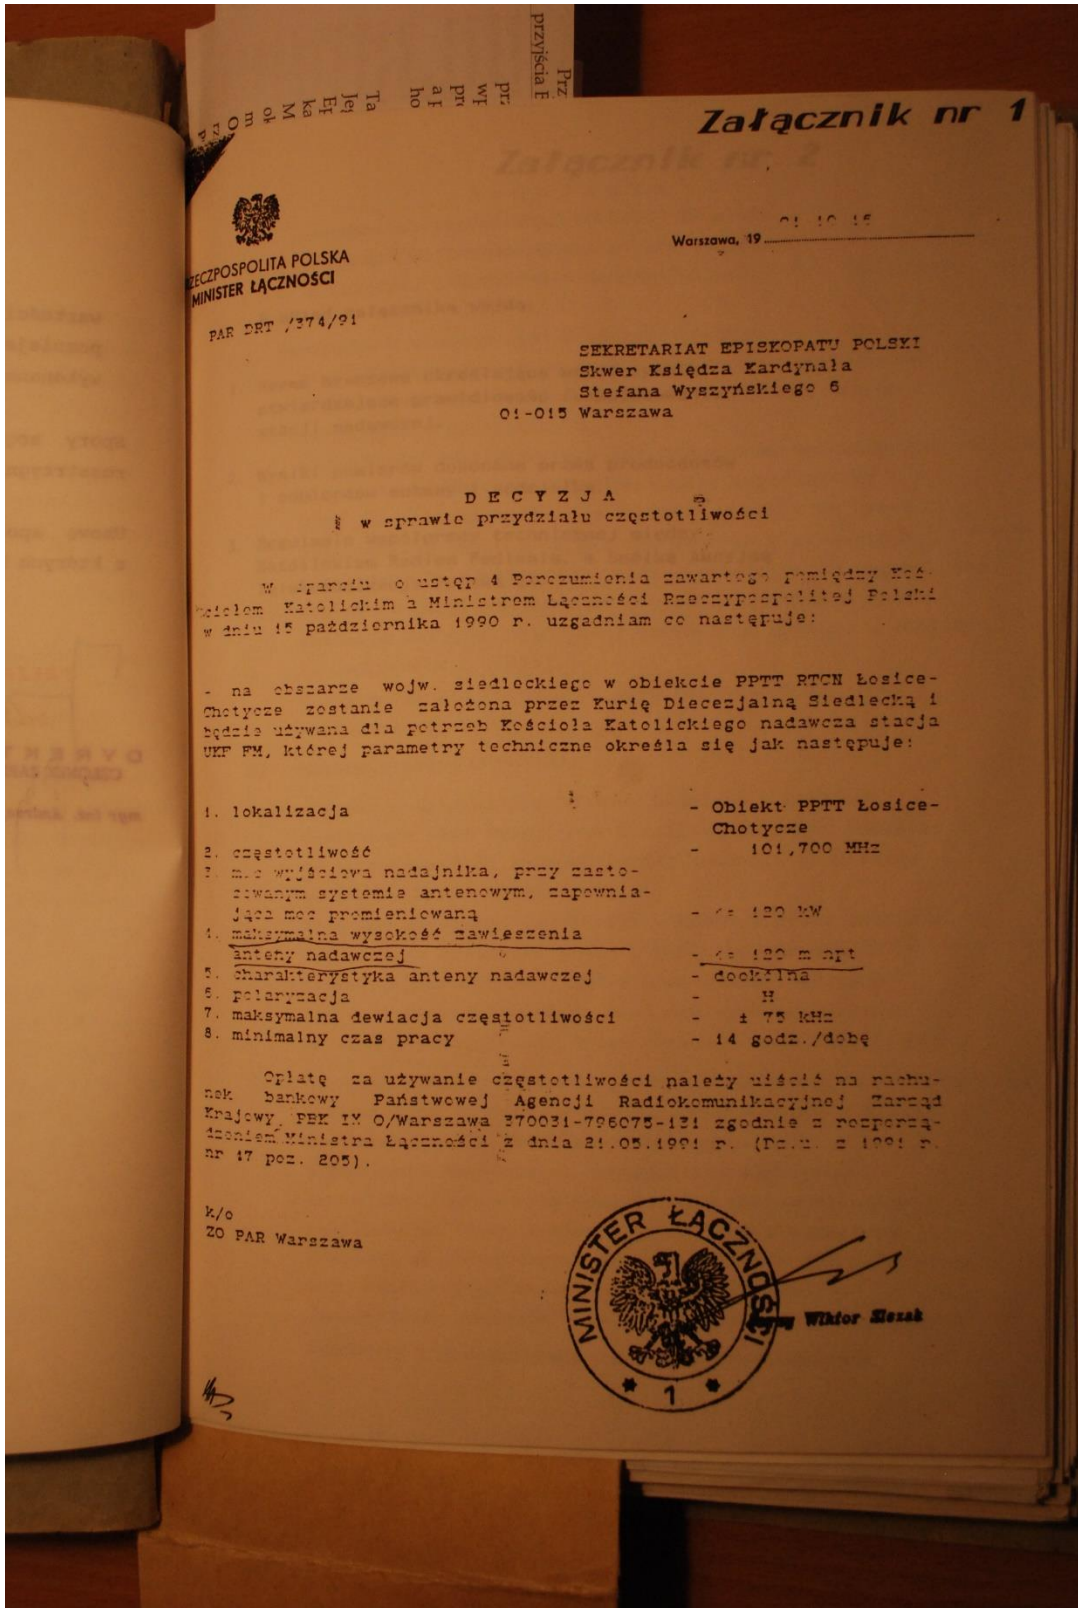 Załącznik nr 1
RZECZPOSPOLITA POLSKA
MINISTER ŁĄCZNOŚCI
Warszawa, 19
PAR DRT /374/91
SEKRETARIAT EPISKOPATU POLSKI
Skwer Księdza Kardynała
Stefana Wyszyńskiego 6
01-015 Warszawa
D E C Y Z J A
w sprawie przydziału częstotliwości
W oparciu o ustęp 4 Porozumienia zawartego pomiędzy Koś-
ciołem Katolickim a Ministrem Łączności Rzeczypospolitej Polski
w dniu 15 października 1990 r. uzgadniam co następuje:
- na obszarze wojw. siedleckiego w obiekcie PPTT RTCN Łosice-
Chotycze zostanie założona przez Kurię Diecezjalną Siedlecką i
będzie używana dla potrzeb Kościoła Katolickiego nadawcza stacja
UKF FM, której parametry techniczne określa się jak następuje:
1. lokalizacja - Obiekt PPTT Łosice-
Chotycze
2. częstotliwość - 101,700 MHz
3. moc wyjściowa nadajnika, przy zasto-
sowanym systemie antenowym, zapewnia-
jąca moc promieniowaną - <= 120 kW
4. maksymalna wysokość zawieszenia
anteny nadawczej - <= 120 m npt
5. charakterystyka anteny nadawczej - dookólna
6. polaryzacja - H
7. maksymalna dewiacja częstotliwości - ± 75 kHz
8. minimalny czas pracy - 14 godz./dobę
Opłatę za używanie częstotliwości należy uiścić na rachu-
nek bankowy Państwowej Agencji Radiokomunikacyjnej Zarząd
Krajowy PBK IX O/Warszawa 370031-796075-131 zgodnie z rozporzą-
dzeniem Ministra Łączności z dnia 21.05.1991 r. (Dz.u. z 1991 r.
nr 47 poz. 205).
k/o
ZO PAR Warszawa
MINISTER ŁĄCZNOŚCI
* 1 *
Wiktor Slezak